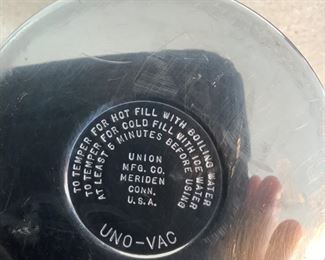 TO TEMPER FOR HOT FILL WITH BOILING WATER
TO TEMPER FOR COLD FILL WITH ICE WATER
AT LEAST 5 MINUTES BEFORE USING
UNION
MFG. CO.
MERIDEN
CONN.
U.S.A.
UNO-VAC